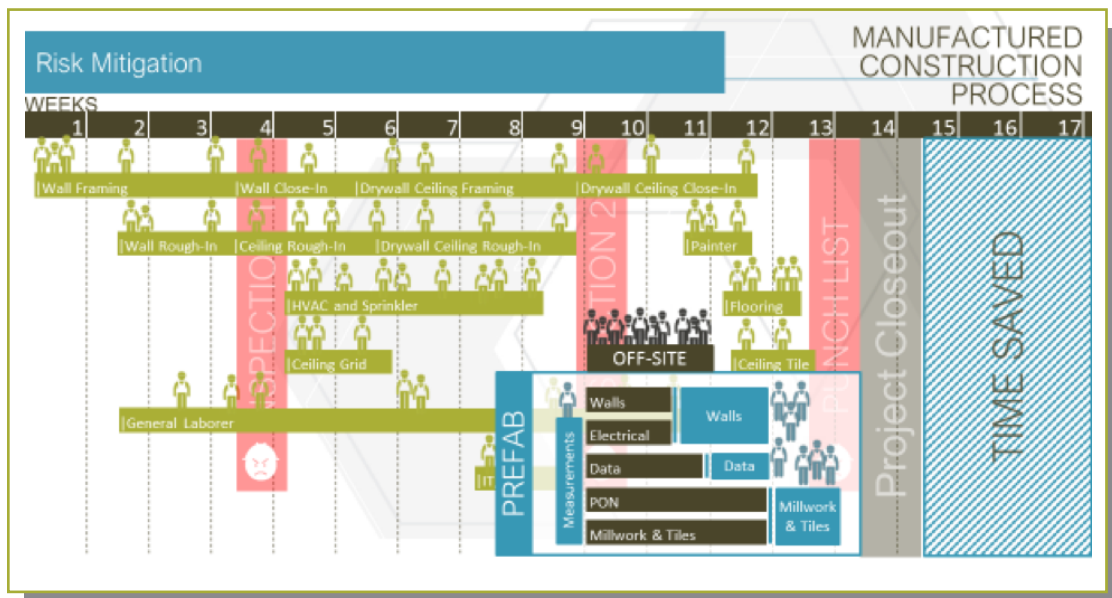 MANUFACTURED
CONSTRUCTION
PROCESS
Risk Mitigation
WEEKS
1 2 3 4 5 6 7 8 9 10 11 12 13 14 15 16 17
Wall Framing
Wall Close-In
Drywall Ceiling Framing
Drywall Ceiling Close-In
Wall Rough-In
Ceiling Rough-In
Drywall Ceiling Rough-In
Painter
HVAC and Sprinkler
Flooring
Ceiling Grid
OFF-SITE
Ceiling Tile
General Laborer
IT
PREFAB
Measurements
Walls
Electrical
Data
PON
Millwork & Tiles
Walls
Data
Millwork
& Tiles
LIST
Project Closeout
TIME SAVED